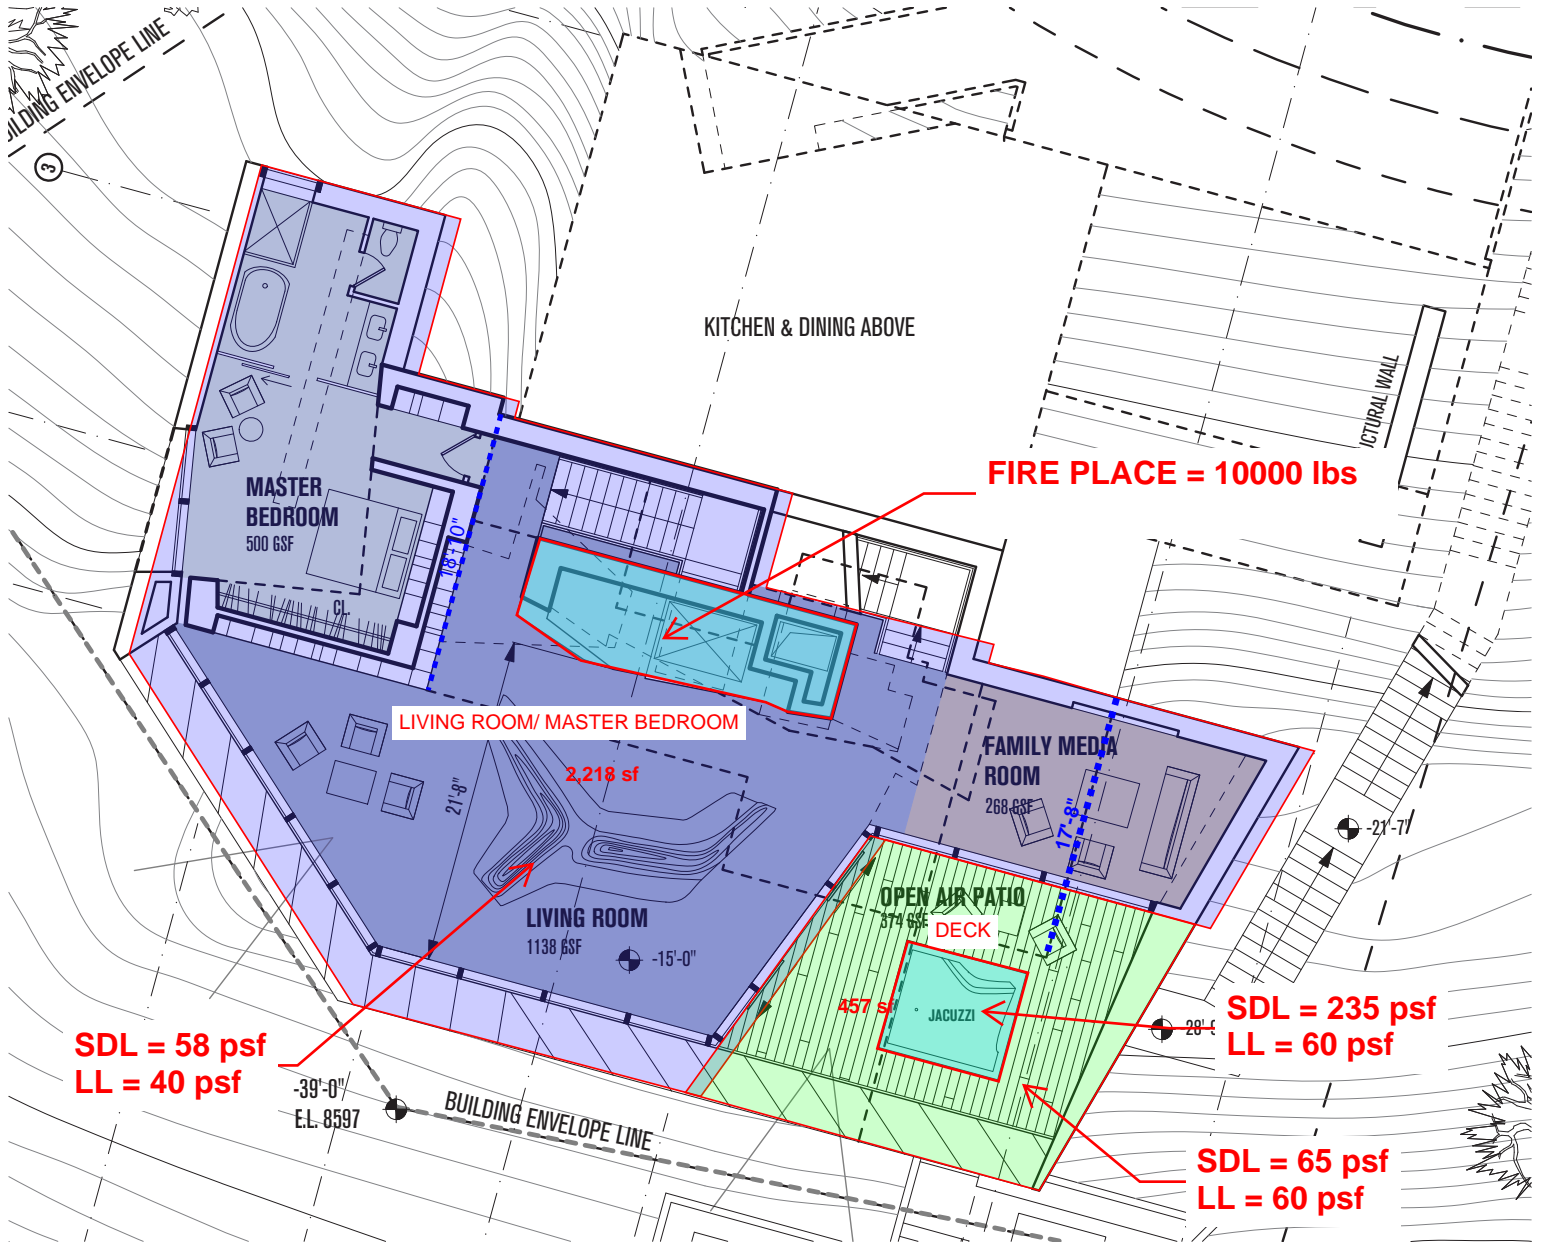 BUILDING ENVELOPE LINE
3
KITCHEN & DINING ABOVE
ICTURAL WALL
FIRE PLACE = 10000 lbs
MASTER
BEDROOM
500 GSF
18'-10"
CL.
LIVING ROOM/ MASTER BEDROOM
2,218 sf
21'-8"
FAMILY MEDIA
ROOM
268 GSF
17'-8"
-21'-7"
OPEN AIR PATIO
374 GSF
DECK
LIVING ROOM
1138 GSF
-15'-0"
457 sf
JACUZZI
SDL = 235 psf
LL = 60 psf
SDL = 58 psf
LL = 40 psf
-39'-0"
E.L. 8597
BUILDING ENVELOPE LINE
SDL = 65 psf
LL = 60 psf